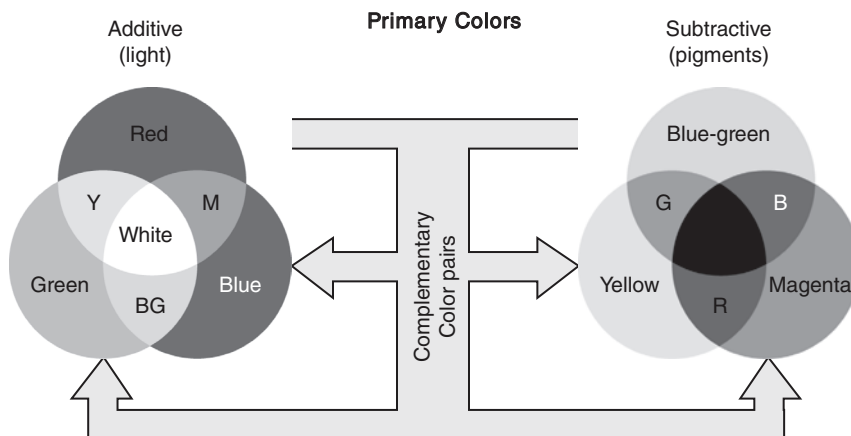 Primary Colors
Additive
(light)
Red
Y
M
White
Green
Blue
BG
Complementary
Color pairs
Subtractive
(pigments)
Blue-green
G
B
Yellow
Magenta
R